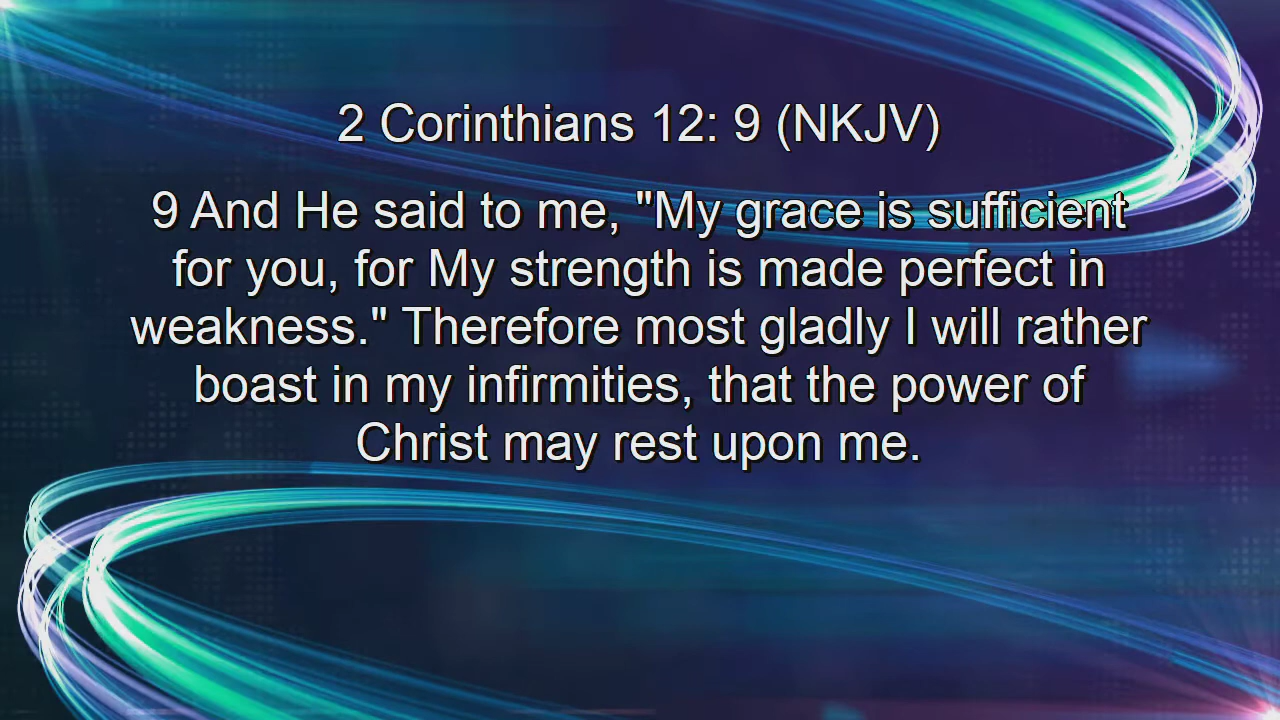 2 Corinthians 12: 9 (NKJV)
9 And He said to me, "My grace is sufficient
for you, for My strength is made perfect in
weakness." Therefore most gladly I will rather
boast in my infirmities, that the power of
Christ may rest upon me.